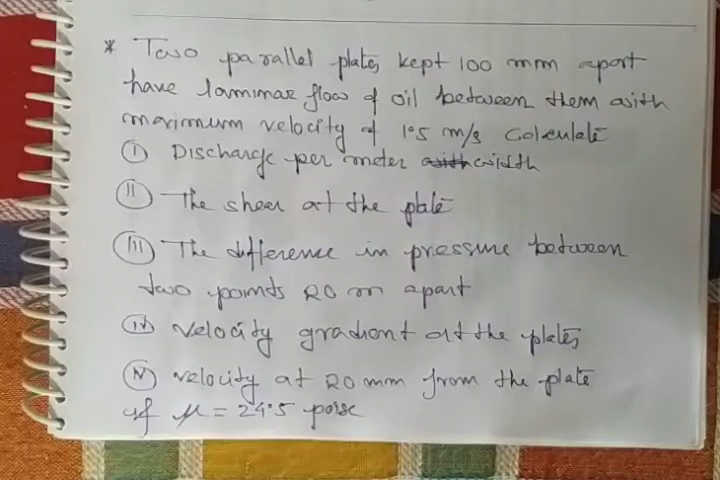 * Two parallel plates kept 100 mm apart
have laminar flow of oil between them with
maximum velocity of 1.5 m/s Calculate
(I) Discharge per meter width
(II) The shear at the plate
(III) The difference in pressure between
two points 20 m apart
(IV) velocity gradient at the plates
(V) velocity at 20 mm from the plate
if μ = 24.5 poise